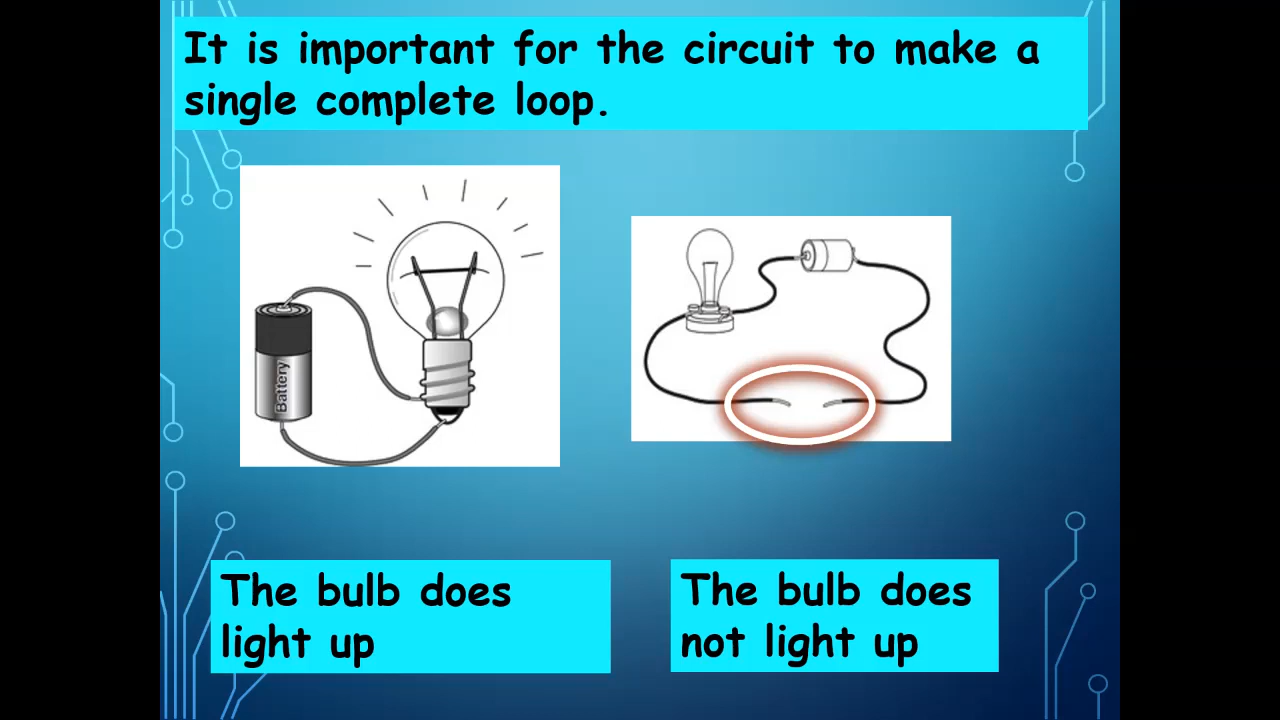 It is important for the circuit to make a
single complete loop.
Battery
The bulb does
light up
The bulb does
not light up